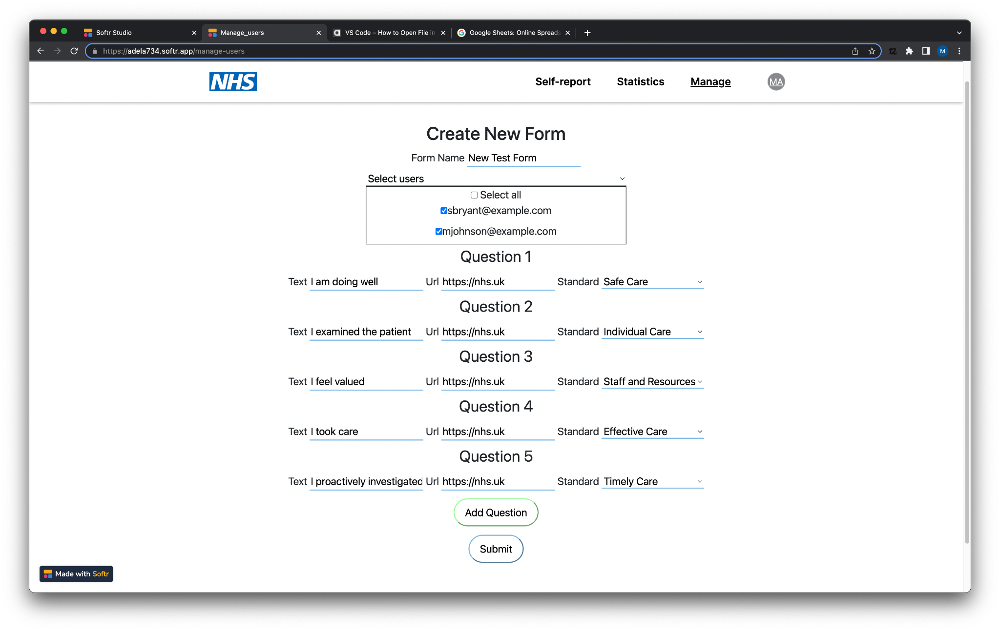 Softr Studio
Manage_users
VS Code – How to Open File in
Google Sheets: Online Spreads
https://adela734.softr.app/manage-users
M
NHS
Self-report
Statistics
Manage
MA
Create New Form
Form Name New Test Form
Select users
Select all
sbryant@example.com
mjohnson@example.com
Question 1
Text I am doing well Url https://nhs.uk Standard Safe Care
Question 2
Text I examined the patient Url https://nhs.uk Standard Individual Care
Question 3
Text I feel valued Url https://nhs.uk Standard Staff and Resources
Question 4
Text I took care Url https://nhs.uk Standard Effective Care
Question 5
Text I proactively investigated Url https://nhs.uk Standard Timely Care
Add Question
Submit
Made with Softr